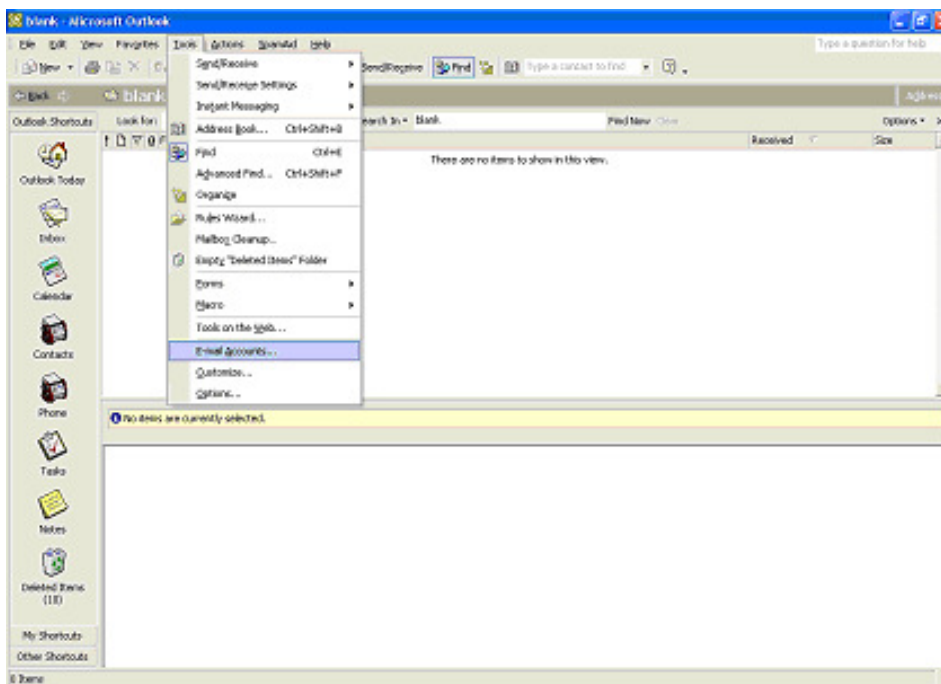 blank - Microsoft Outlook
File Edit View Favorites Tools Actions SpamAid Help
Type a question for help
New Send/Receive Find Type a contact to find
Back blank
Outlook Shortcuts Look for: Search In blank Find Now Clear Options
Received Size
There are no items to show in this view.
Send/Receive
Send/Receive Settings
Instant Messaging
Address Book... Ctrl+Shift+B
Find Ctrl+E
Advanced Find... Ctrl+Shift+F
Organize
Rules Wizard...
Mailbox Cleanup...
Empty "Deleted Items" Folder
Forms
Macro
Tools on the Web...
E-mail Accounts...
Customize...
Options...
Outlook Today
Inbox
Calendar
Contacts
Phone
Tasks
Notes
Deleted Items
(10)
No items are currently selected.
My Shortcuts
Other Shortcuts
0 Items